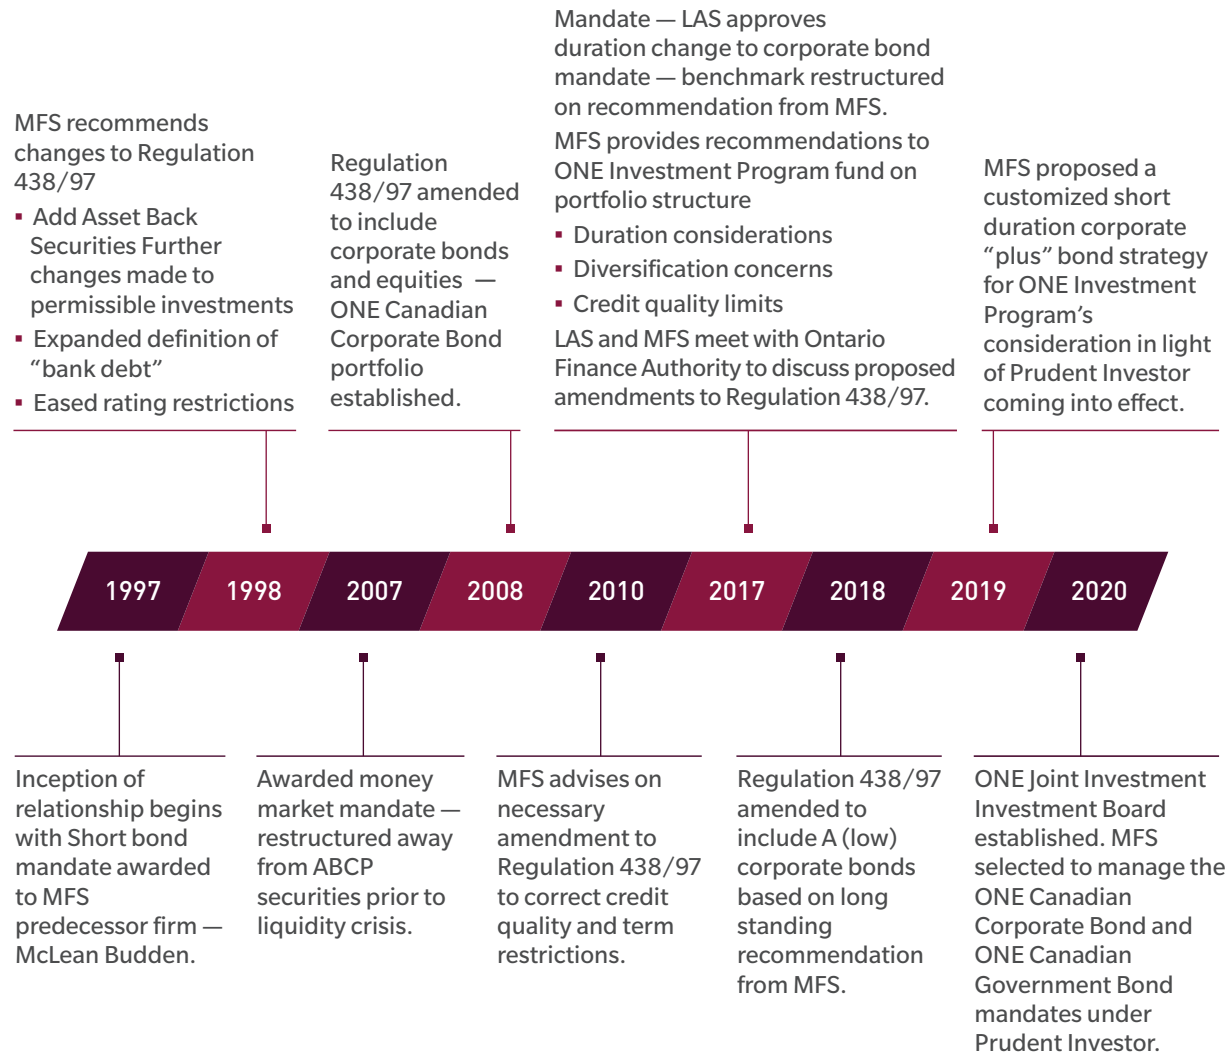 MFS recommends
changes to Regulation
438/97
▪ Add Asset Back
Securities Further
changes made to
permissible investments
▪ Expanded definition of
“bank debt”
▪ Eased rating restrictions
Regulation
438/97 amended
to include
corporate bonds
and equities —
ONE Canadian
Corporate Bond
portfolio
established.
Mandate — LAS approves
duration change to corporate bond
mandate — benchmark restructured
on recommendation from MFS.
MFS provides recommendations to
ONE Investment Program fund on
portfolio structure
▪ Duration considerations
▪ Diversification concerns
▪ Credit quality limits
LAS and MFS meet with Ontario
Finance Authority to discuss proposed
amendments to Regulation 438/97.
MFS proposed a
customized short
duration corporate
“plus” bond strategy
for ONE Investment
Program’s
consideration in light
of Prudent Investor
coming into effect.
1997 1998 2007 2008 2010 2017 2018 2019 2020
Inception of
relationship begins
with Short bond
mandate awarded
to MFS
predecessor firm —
McLean Budden.
Awarded money
market mandate —
restructured away
from ABCP
securities prior to
liquidity crisis.
MFS advises on
necessary
amendment to
Regulation 438/97
to correct credit
quality and term
restrictions.
Regulation 438/97
amended to
include A (low)
corporate bonds
based on long
standing
recommendation
from MFS.
ONE Joint Investment
Investment Board
established. MFS
selected to manage the
ONE Canadian
Corporate Bond and
ONE Canadian
Government Bond
mandates under
Prudent Investor.